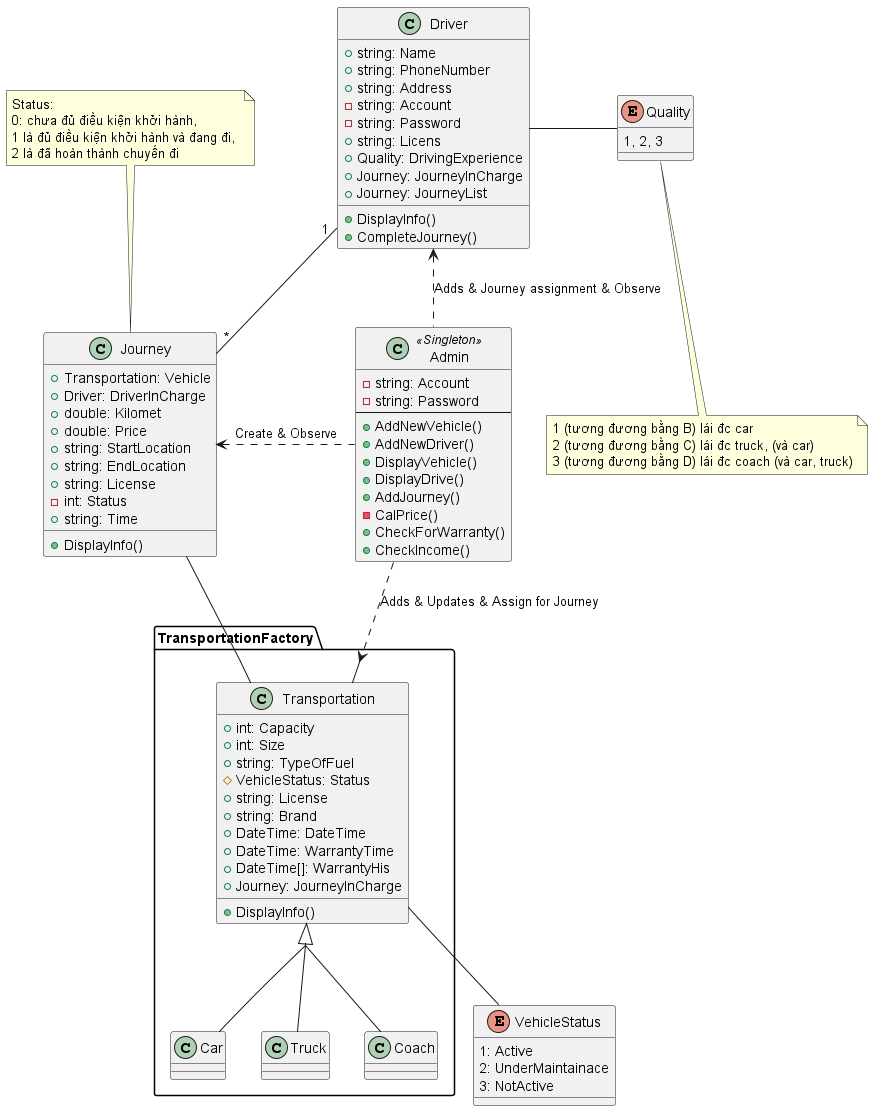 Driver
string: Name
string: PhoneNumber
string: Address
string: Account
string: Password
string: Licens
Quality: DrivingExperience
Journey: JourneyInCharge
Journey: JourneyList
DisplayInfo()
CompleteJourney()
Quality
1, 2, 3
Status:
0: chưa đủ điều kiện khởi hành,
1 là đủ điều kiện khởi hành và đang đi,
2 là đã hoàn thành chuyến đi
1
*
Adds & Journey assignment & Observe
Journey
Transportation: Vehicle
Driver: DriverInCharge
double: Kilomet
double: Price
string: StartLocation
string: EndLocation
string: License
int: Status
string: Time
DisplayInfo()
Create & Observe
«Singleton»
Admin
string: Account
string: Password
AddNewVehicle()
AddNewDriver()
DisplayVehicle()
DisplayDrive()
AddJourney()
CalPrice()
CheckForWarranty()
CheckIncome()
1 (tương đương bằng B) lái đc car
2 (tương đương bằng C) lái đc truck, (và car)
3 (tương đương bằng D) lái đc coach (và car, truck)
Adds & Updates & Assign for Journey
TransportationFactory
Transportation
int: Capacity
int: Size
string: TypeOfFuel
VehicleStatus: Status
string: License
string: Brand
DateTime: DateTime
DateTime: WarrantyTime
DateTime[]: WarrantyHis
Journey: JourneyInCharge
DisplayInfo()
Car
Truck
Coach
VehicleStatus
1: Active
2: UnderMaintainace
3: NotActive